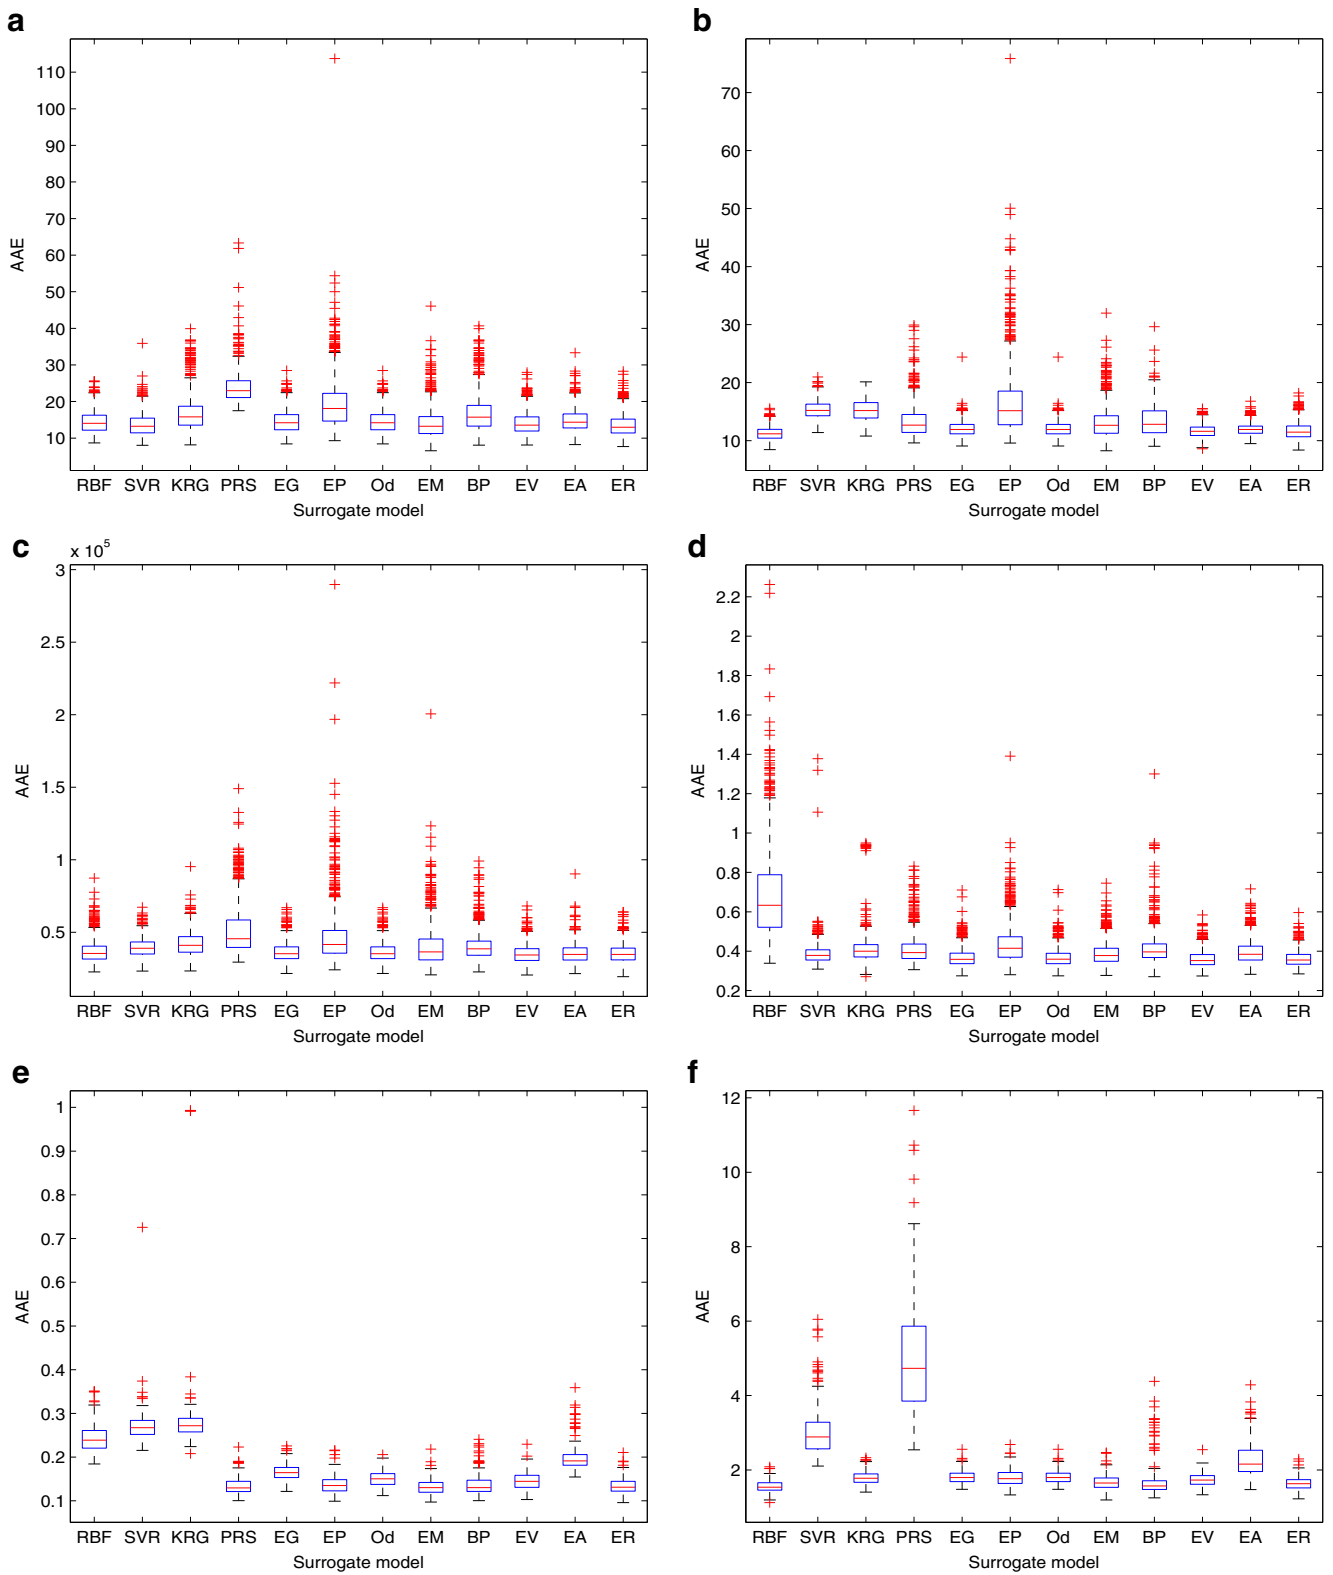 a
110
100
90
80
70
60
50
40
30
20
10
AAE
RBF SVR KRG PRS EG EP Od EM BP EV EA ER
Surrogate model
b
70
60
50
40
30
20
10
AAE
RBF SVR KRG PRS EG EP Od EM BP EV EA ER
Surrogate model
c
x 10^5
3
2.5
2
1.5
1
0.5
AAE
RBF SVR KRG PRS EG EP Od EM BP EV EA ER
Surrogate model
d
2.2
2
1.8
1.6
1.4
1.2
1
0.8
0.6
0.4
0.2
AAE
RBF SVR KRG PRS EG EP Od EM BP EV EA ER
Surrogate model
e
1
0.9
0.8
0.7
0.6
0.5
0.4
0.3
0.2
0.1
AAE
RBF SVR KRG PRS EG EP Od EM BP EV EA ER
Surrogate model
f
12
10
8
6
4
2
AAE
RBF SVR KRG PRS EG EP Od EM BP EV EA ER
Surrogate model